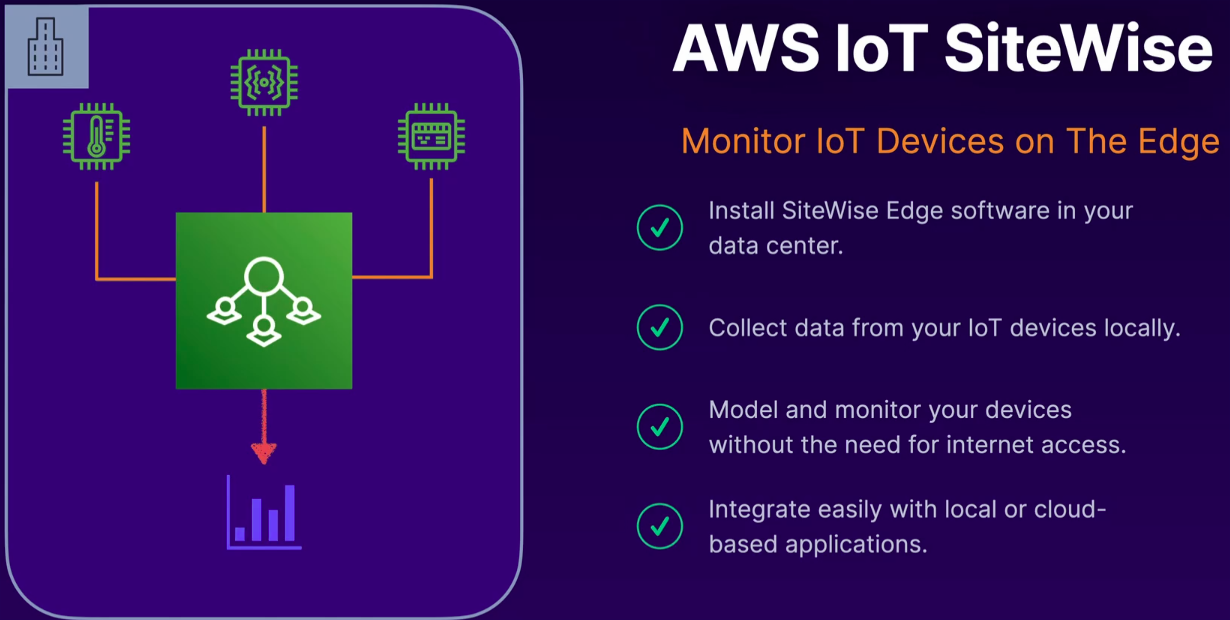 AWS IoT SiteWise
Monitor IoT Devices on The Edge
Install SiteWise Edge software in your
data center.
Collect data from your IoT devices locally.
Model and monitor your devices
without the need for internet access.
Integrate easily with local or cloud-
based applications.